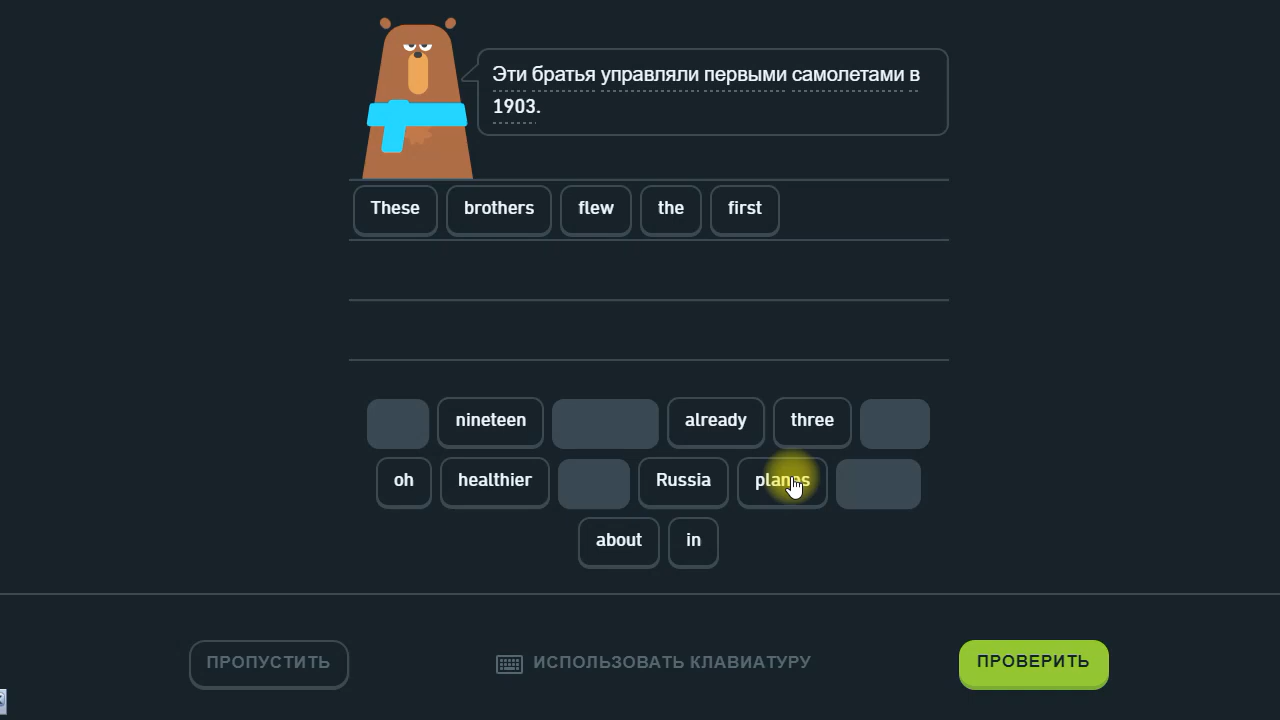 Эти братья управляли первыми самолетами в
1903.
These brothers flew the first
nineteen already three
oh healthier Russia planes
about in
ПРОПУСТИТЬ ИСПОЛЬЗОВАТЬ КЛАВИАТУРУ ПРОВЕРИТЬ